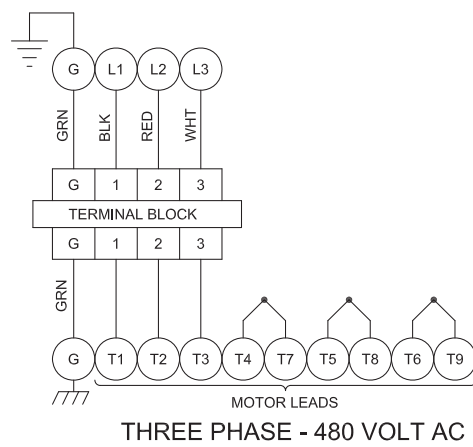 G L1 L2 L3
GRN BLK RED WHT
G 1 2 3
TERMINAL BLOCK
G 1 2 3
GRN
G T1 T2 T3 T4 T7 T5 T8 T6 T9
MOTOR LEADS
THREE PHASE - 480 VOLT AC